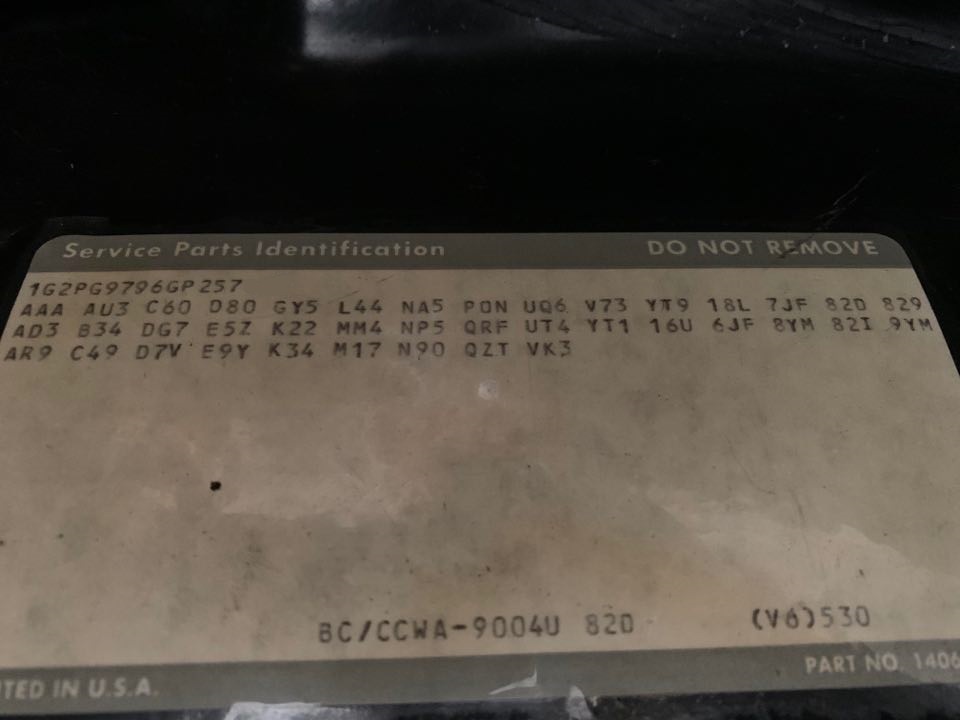 Service Parts Identification DO NOT REMOVE
1G2PG9796GP257
AAA AU3 C60 D80 GY5 L44 NA5 PON UQ6 V73 YT9 18L 7JF 82D 829
AD3 B34 DG7 E5Z K22 MM4 NP5 QRF UT4 YT1 16U 6JF 8YM 82I 9YM
AR9 C49 D7V E9Y K34 M17 N90 QZT VK3
BC/CCWA-9004U 82D (V6)530
TED IN U.S.A. PART NO. 1406